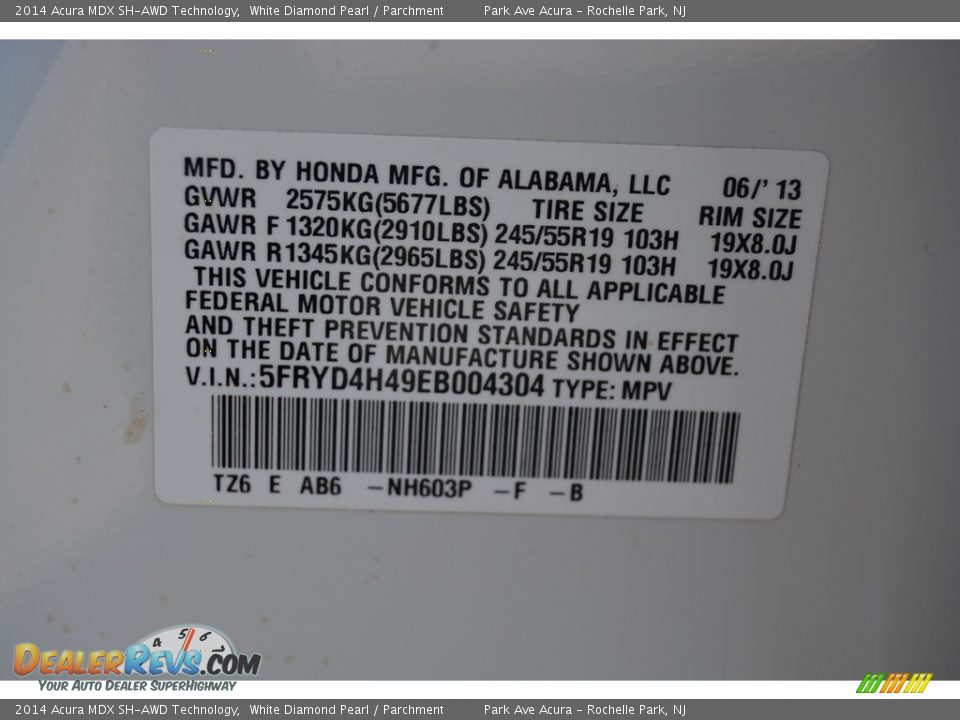 2014 Acura MDX SH-AWD Technology, White Diamond Pearl / Parchment Park Ave Acura - Rochelle Park, NJ
MFD. BY HONDA MFG. OF ALABAMA, LLC 06/' 13
GVWR 2575KG(5677LBS) TIRE SIZE RIM SIZE
GAWR F 1320KG(2910LBS) 245/55R19 103H 19X8.0J
GAWR R 1345KG(2965LBS) 245/55R19 103H 19X8.0J
THIS VEHICLE CONFORMS TO ALL APPLICABLE
FEDERAL MOTOR VEHICLE SAFETY
AND THEFT PREVENTION STANDARDS IN EFFECT
ON THE DATE OF MANUFACTURE SHOWN ABOVE.
V.I.N.:5FRYD4H49EB004304 TYPE: MPV
TZ6 E AB6 -NH603P -F -B
4 5 6 7
DEALERREVS.COM
YOUR AUTO DEALER SUPERHIGHWAY
2014 Acura MDX SH-AWD Technology, White Diamond Pearl / Parchment Park Ave Acura - Rochelle Park, NJ